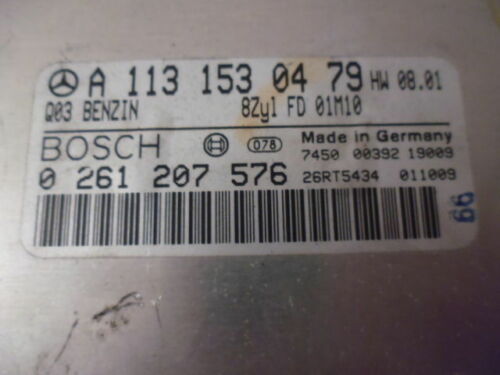 A 113 153 04 79 HW 08.01
Q03 BENZIN 8Zyl FD 01M10
BOSCH 078 Made in Germany
7450 00392 19009
0 261 207 576 26RT5434 011009
99